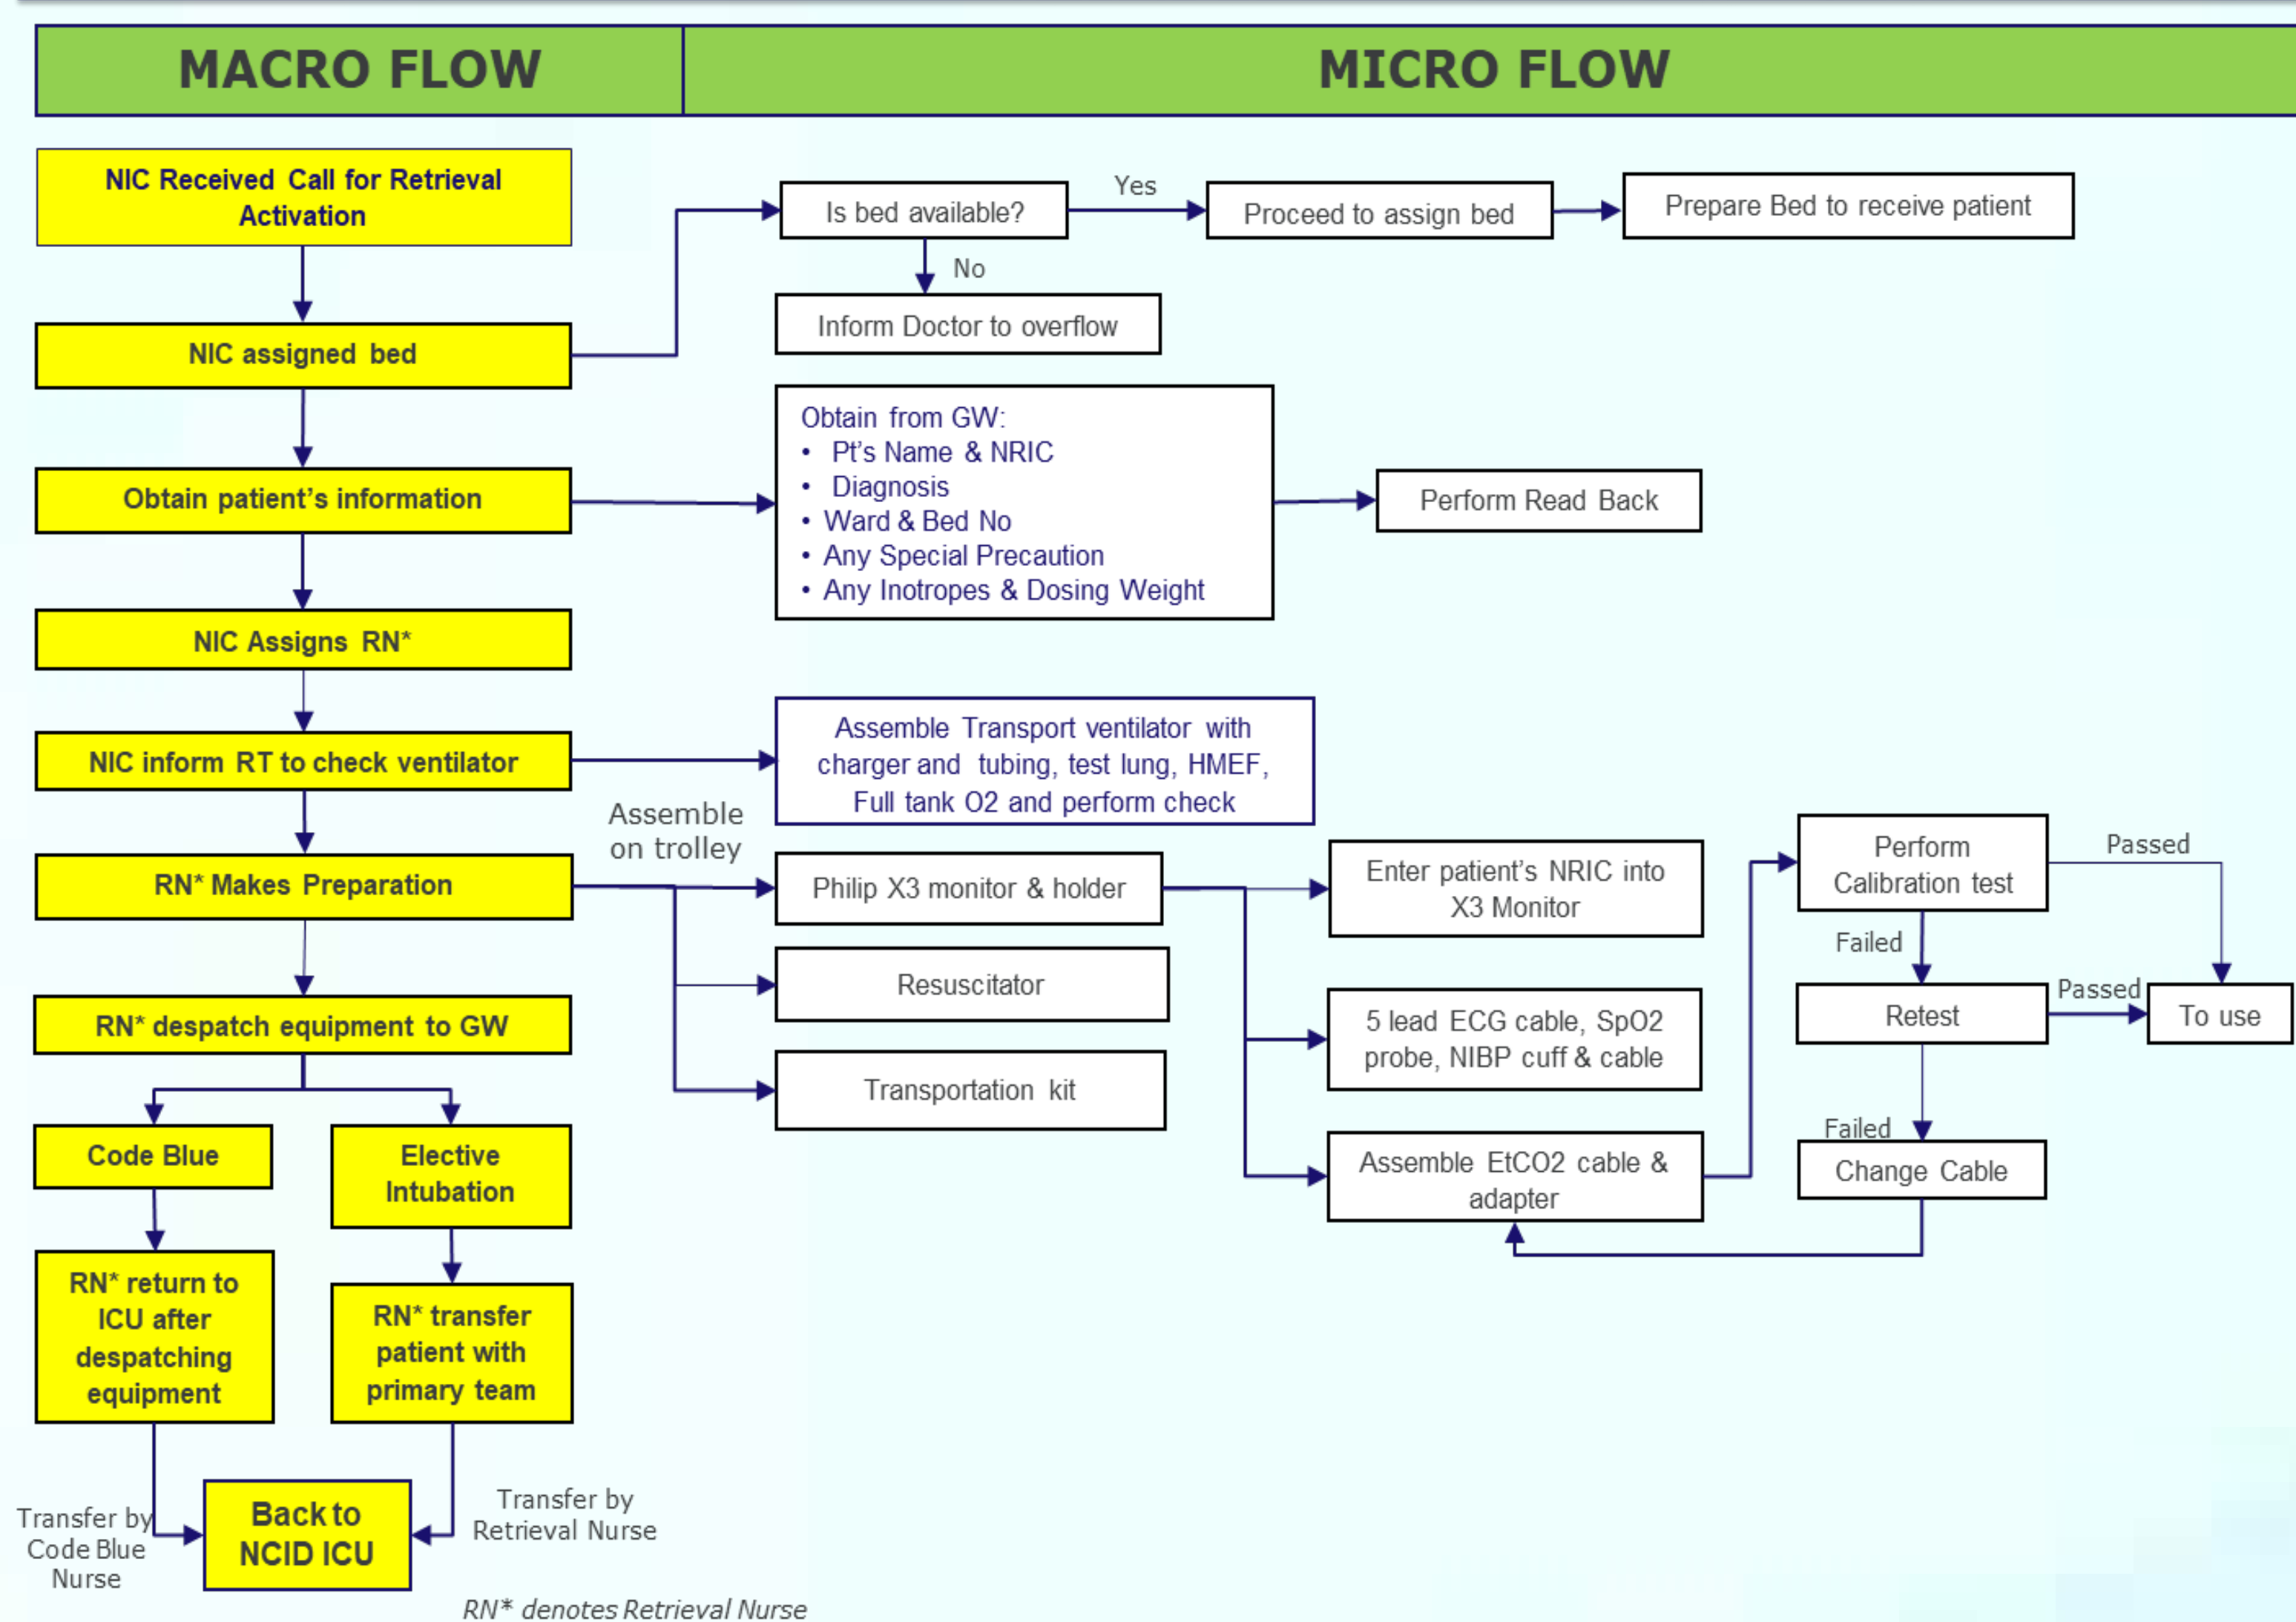 MACRO FLOW
MICRO FLOW
NIC Received Call for Retrieval
Activation
NIC assigned bed
Obtain patient's information
NIC Assigns RN*
NIC inform RT to check ventilator
RN* Makes Preparation
RN* despatch equipment to GW
Code Blue
Elective
Intubation
RN* return to
ICU after
despatching
equipment
RN* transfer
patient with
primary team
Transfer by
Code Blue
Nurse
Back to
NCID ICU
Transfer by
Retrieval Nurse
RN* denotes Retrieval Nurse
Is bed available?
Yes
Proceed to assign bed
Prepare Bed to receive patient
No
Inform Doctor to overflow
Obtain from GW:
• Pt's Name & NRIC
• Diagnosis
• Ward & Bed No
• Any Special Precaution
• Any Inotropes & Dosing Weight
Perform Read Back
Assemble Transport ventilator with
charger and tubing, test lung, HMEF,
Full tank O2 and perform check
Assemble
on trolley
Philip X3 monitor & holder
Resuscitator
Transportation kit
Enter patient's NRIC into
X3 Monitor
5 lead ECG cable, SpO2
probe, NIBP cuff & cable
Assemble EtCO2 cable &
adapter
Perform
Calibration test
Passed
Failed
Retest
Passed
To use
Failed
Change Cable